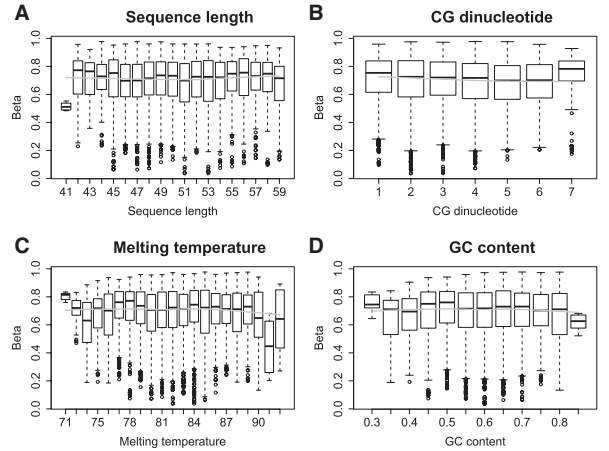 A Sequence length
Beta
0.0 0.2 0.4 0.6 0.8 1.0
41 43 45 47 49 51 53 55 57 59
Sequence length
B CG dinucleotide
Beta
0.0 0.2 0.4 0.6 0.8 1.0
1 2 3 4 5 6 7
CG dinucleotide
C Melting temperature
Beta
0.0 0.2 0.4 0.6 0.8 1.0
71 75 78 81 84 87 90
Melting temperature
D GC content
Beta
0.0 0.2 0.4 0.6 0.8 1.0
0.3 0.4 0.5 0.6 0.7 0.8
GC content